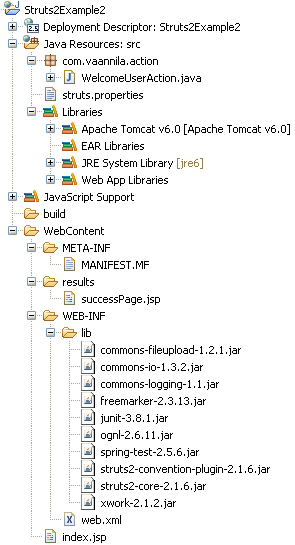 Struts2Example2
Deployment Descriptor: Struts2Example2
Java Resources: src
com.vaannila.action
WelcomeUserAction.java
struts.properties
Libraries
Apache Tomcat v6.0 [Apache Tomcat v6.0]
EAR Libraries
JRE System Library [jre6]
Web App Libraries
JavaScript Support
build
WebContent
META-INF
MANIFEST.MF
results
successPage.jsp
WEB-INF
lib
commons-fileupload-1.2.1.jar
commons-io-1.3.2.jar
commons-logging-1.1.jar
freemarker-2.3.13.jar
junit-3.8.1.jar
ognl-2.6.11.jar
spring-test-2.5.6.jar
struts2-convention-plugin-2.1.6.jar
struts2-core-2.1.6.jar
xwork-2.1.2.jar
web.xml
index.jsp